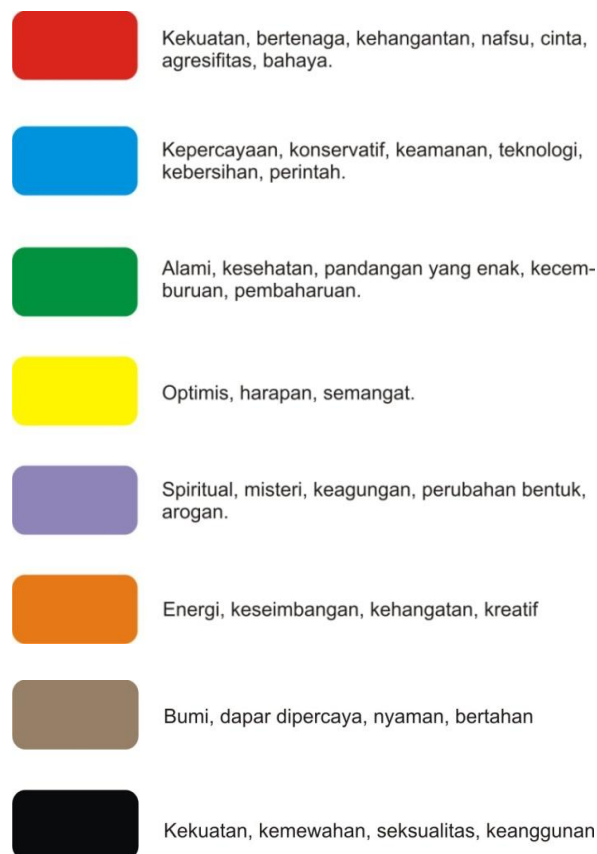 Kekuatan, bertenaga, kehangantan, nafsu, cinta,
agresifitas, bahaya.
Kepercayaan, konservatif, keamanan, teknologi,
kebersihan, perintah.
Alami, kesehatan, pandangan yang enak, kecem-
buruan, pembaharuan.
Optimis, harapan, semangat.
Spiritual, misteri, keagungan, perubahan bentuk,
arogan.
Energi, keseimbangan, kehangatan, kreatif
Bumi, dapar dipercaya, nyaman, bertahan
Kekuatan, kemewahan, seksualitas, keanggunan